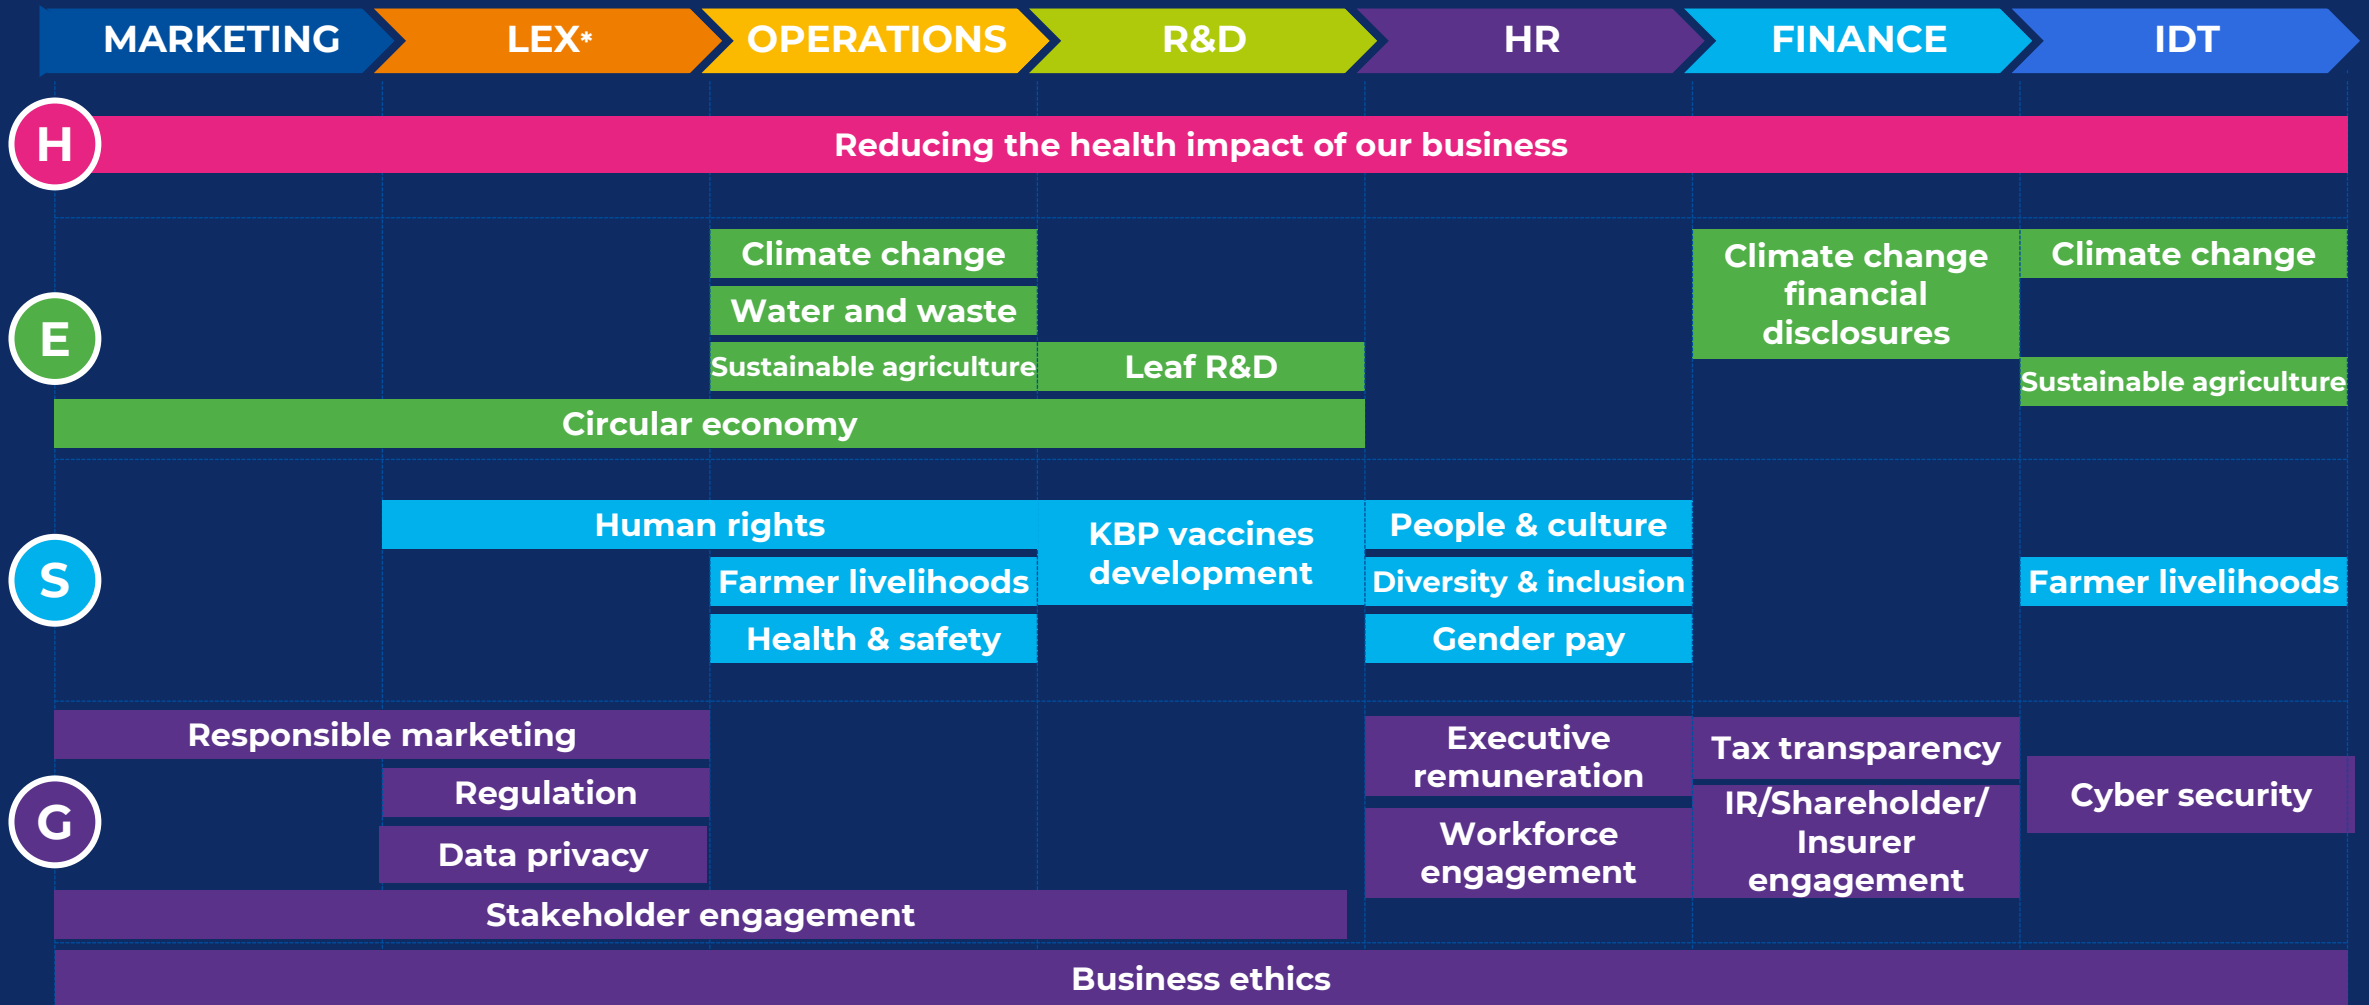 MARKETING
LEX*
OPERATIONS
R&D
HR
FINANCE
IDT
H
Reducing the health impact of our business
E
Climate change
Water and waste
Sustainable agriculture
Leaf R&D
Circular economy
Climate change
financial
disclosures
Climate change
Sustainable agriculture
S
Human rights
Farmer livelihoods
Health & safety
KBP vaccines
development
People & culture
Diversity & inclusion
Gender pay
Farmer livelihoods
G
Responsible marketing
Regulation
Data privacy
Stakeholder engagement
Executive
remuneration
Workforce
engagement
Tax transparency
IR/Shareholder/
Insurer
engagement
Cyber security
Business ethics